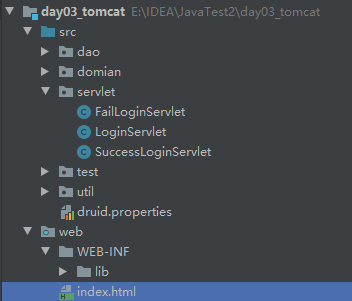 day03_tomcat E:\IDEA\JavaTest2\day03_tomcat
src
dao
domian
servlet
FailLoginServlet
LoginServlet
SuccessLoginServlet
test
util
druid.properties
web
WEB-INF
lib
index.html